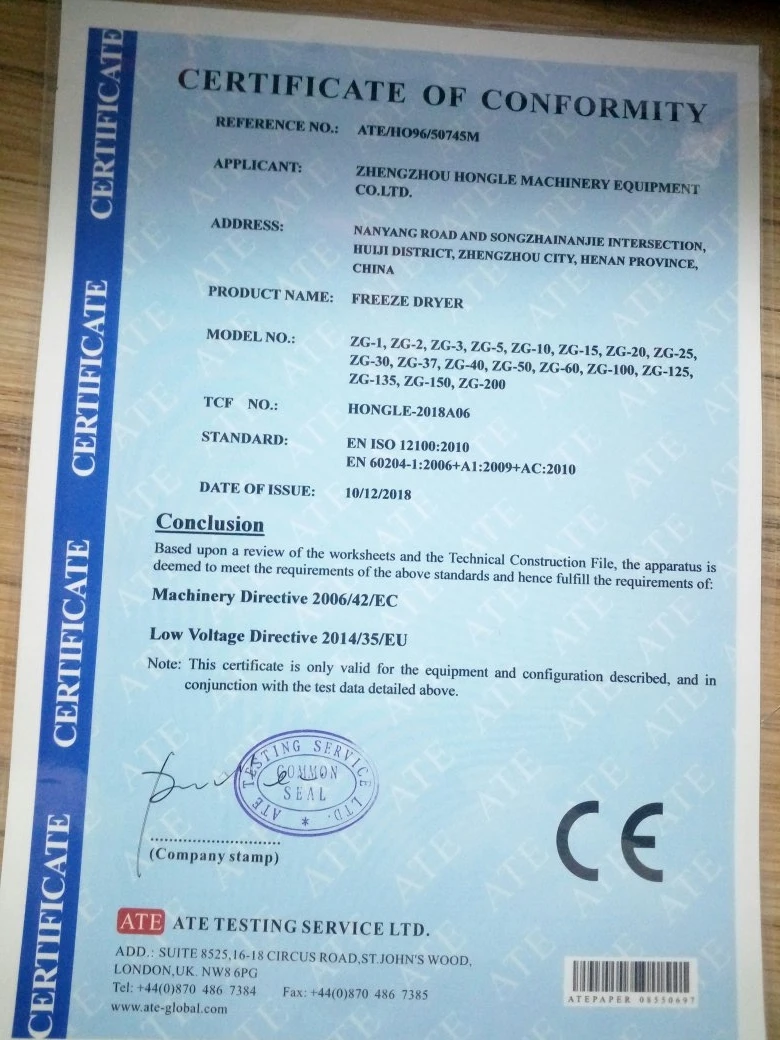 CERTIFICATE
CERTIFICATE
CERTIFICATE
CERTIFICATE
CERTIFICATE OF CONFORMITY
REFERENCE NO.: ATE/HO96/50745M
APPLICANT: ZHENGZHOU HONGLE MACHINERY EQUIPMENT
CO.LTD.
ADDRESS: NANYANG ROAD AND SONGZHAINANJIE INTERSECTION,
HUIJI DISTRICT, ZHENGZHOU CITY, HENAN PROVINCE,
CHINA
PRODUCT NAME: FREEZE DRYER
MODEL NO.: ZG-1, ZG-2, ZG-3, ZG-5, ZG-10, ZG-15, ZG-20, ZG-25,
ZG-30, ZG-37, ZG-40, ZG-50, ZG-60, ZG-100, ZG-125,
ZG-135, ZG-150, ZG-200
TCF NO.: HONGLE-2018A06
STANDARD: EN ISO 12100:2010
EN 60204-1:2006+A1:2009+AC:2010
DATE OF ISSUE: 10/12/2018
Conclusion
Based upon a review of the worksheets and the Technical Construction File, the apparatus is
deemed to meet the requirements of the above standards and hence fulfill the requirements of:
Machinery Directive 2006/42/EC
Low Voltage Directive 2014/35/EU
Note: This certificate is only valid for the equipment and configuration described, and in
conjunction with the test data detailed above.
ATE TESTING SERVICE LTD.
COMMON
SEAL
(Company stamp)
CE
ATE ATE TESTING SERVICE LTD.
ADD.: SUITE 8525,16-18 CIRCUS ROAD,ST.JOHN'S WOOD,
LONDON,UK. NW8 6PG
Tel: +44(0)870 486 7384 Fax: +44(0)870 486 7385
www.ate-global.com
ATEPAPER 08550697